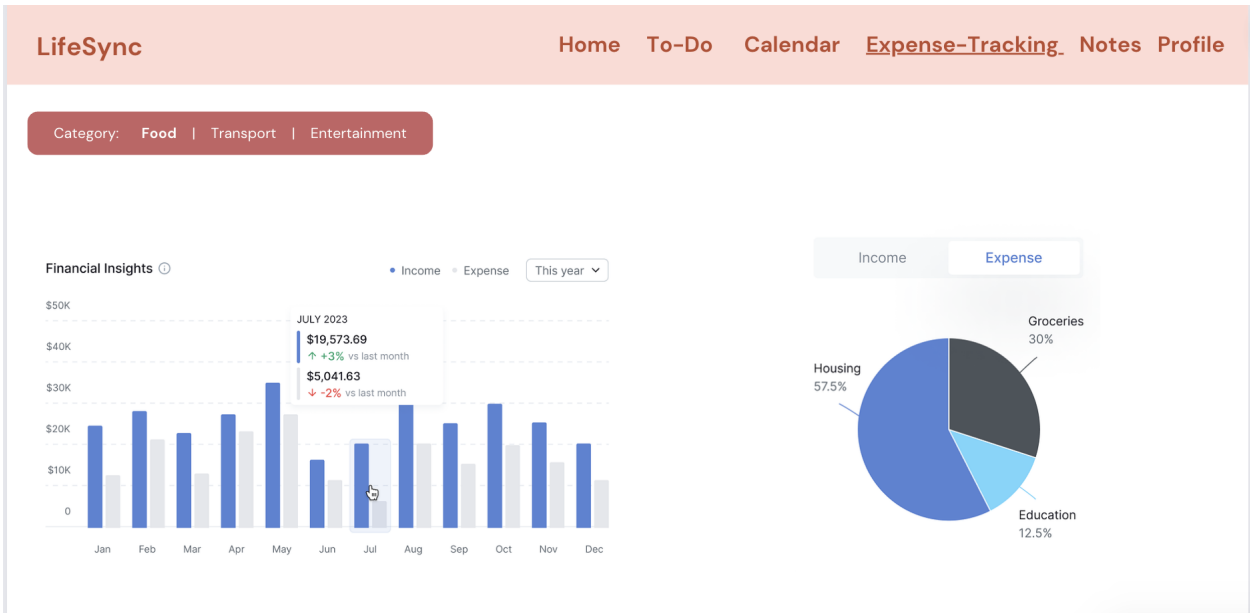 LifeSync
Home To-Do Calendar Expense-Tracking Notes Profile
Category: Food | Transport | Entertainment
Financial Insights
Income Expense This year
$50K
$40K
$30K
$20K
$10K
0
JULY 2023
$19,573.69
↑ +3% vs last month
$5,041.63
↓ -2% vs last month
Jan Feb Mar Apr May Jun Jul Aug Sep Oct Nov Dec
Income Expense
Groceries
30%
Housing
57.5%
Education
12.5%